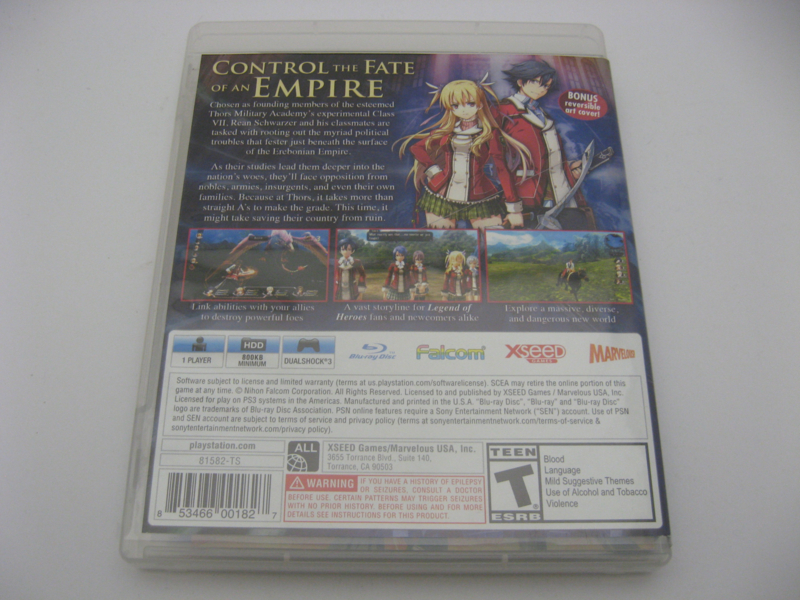 CONTROL THE FATE
OF AN EMPIRE
Chosen as founding members of the esteemed
Thors Military Academy's experimental Class
VII, Rean Schwarzer and his classmates are
tasked with rooting out the myriad political
troubles that fester just beneath the surface
of the Erebonian Empire.
As their studies lead them deeper into the
nation's woes, they'll face opposition from
nobles, armies, insurgents, and even their own
families. Because at Thors, it takes more than
straight A's to make the grade. This time, it
might take saving their country from ruin.
BONUS
reversible
art cover!
Link abilities with your allies
to destroy powerful foes
A vast storyline for Legend of
Heroes fans and newcomers alike
Explore a massive, diverse,
and dangerous new world
1 PLAYER
HDD
800KB
MINIMUM
DUALSHOCK®3
Blu-ray Disc
Falcom
XSEED
GAMES
MARVELOUS!
Software subject to license and limited warranty (terms at us.playstation.com/softwarelicense). SCEA may retire the online portion of this
game at any time. © Nihon Falcom Corporation. All Rights Reserved. Licensed to and published by XSEED Games / Marvelous USA, Inc.
Licensed for play on PS3 systems in the Americas. Manufactured and printed in the U.S.A. "Blu-ray Disc", "Blu-ray" and "Blu-ray Disc"
logo are trademarks of Blu-ray Disc Association. PSN online features require a Sony Entertainment Network ("SEN") account. Use of PSN
and SEN account are subject to terms of service and privacy policy (terms at sonyentertainmentnetwork.com/terms-of-service &
sonyentertainmentnetwork.com/privacy policy).
playstation.com
81582-TS
ALL
XSEED Games/Marvelous USA, Inc.
3655 Torrance Blvd., Suite 140,
Torrance, CA 90503
8 53466 00182 7
WARNING
IF YOU HAVE A HISTORY OF EPILEPSY
OR SEIZURES, CONSULT A DOCTOR
BEFORE USE. CERTAIN PATTERNS MAY TRIGGER SEIZURES
WITH NO PRIOR HISTORY. BEFORE USING AND FOR MORE
DETAILS SEE INSTRUCTIONS FOR THIS PRODUCT.
TEEN
T
ESRB
Blood
Language
Mild Suggestive Themes
Use of Alcohol and Tobacco
Violence